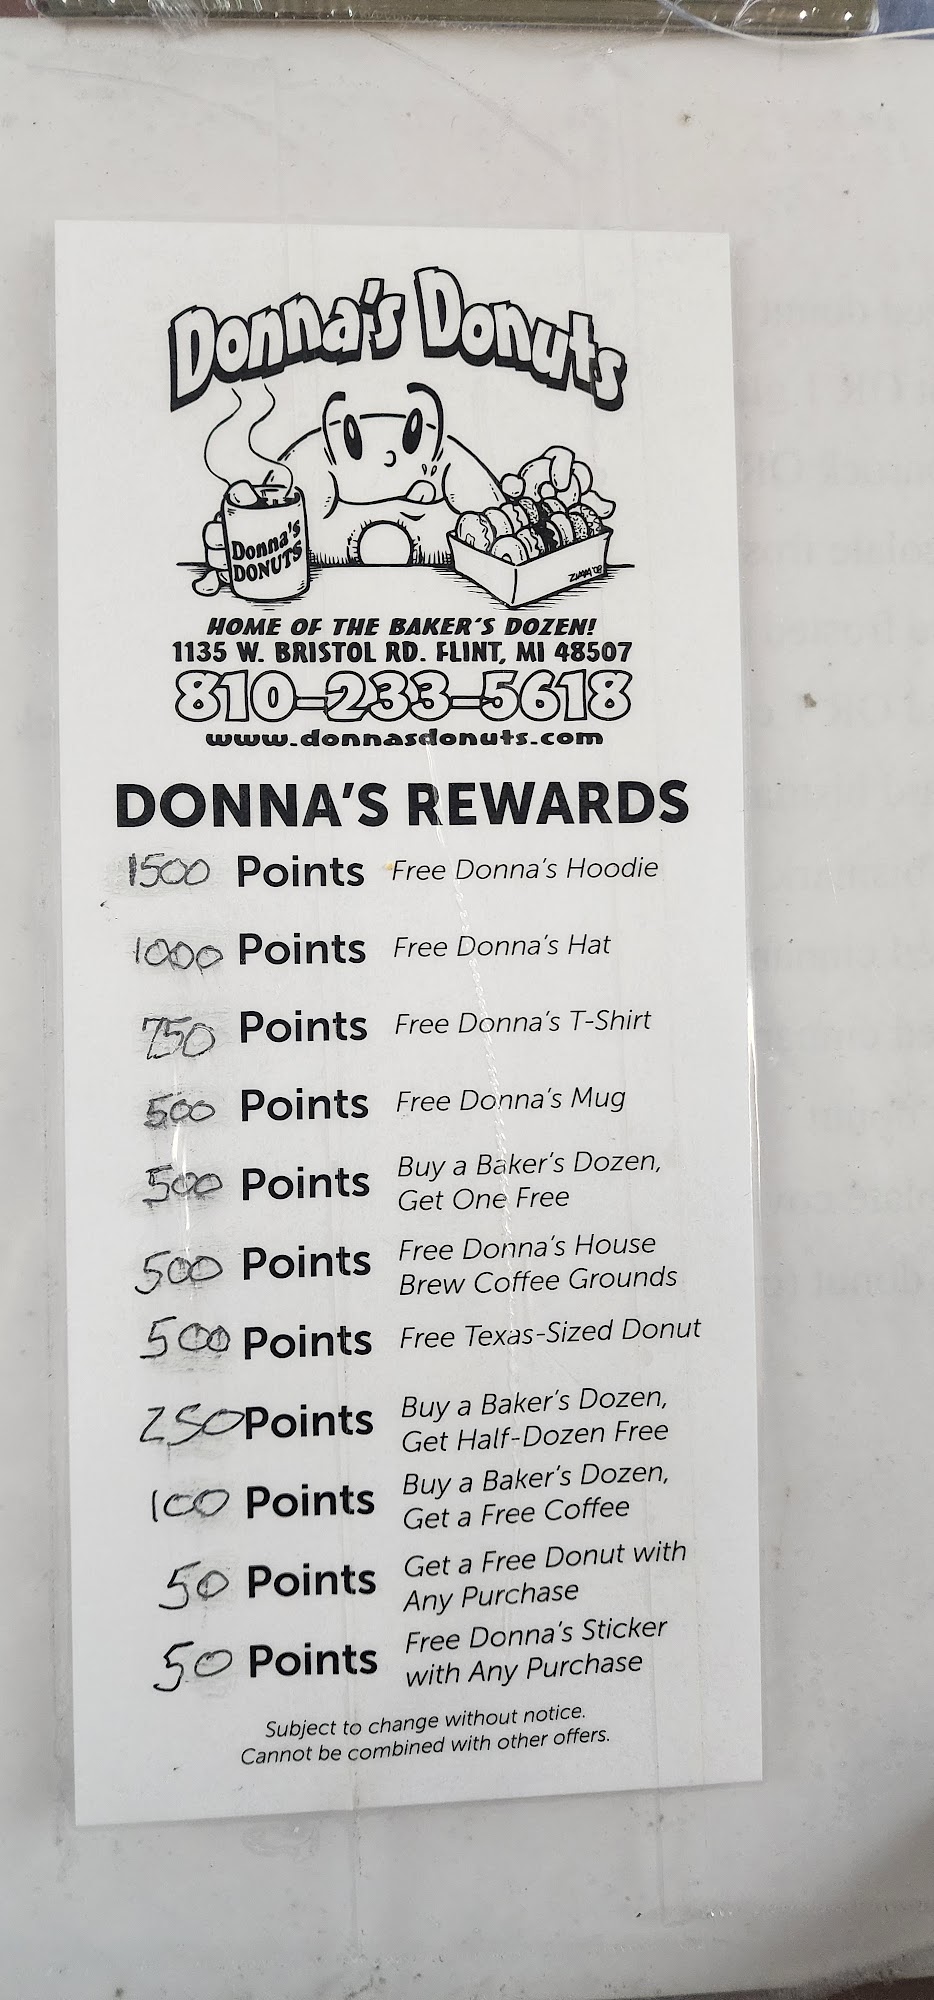 Donna's Donuts
Donna's
DONUTS
ZIMM '09
HOME OF THE BAKER'S DOZEN!
1135 W. BRISTOL RD. FLINT, MI 48507
810-233-5618
www.donnasdonuts.com
DONNA'S REWARDS
1500 Points Free Donna's Hoodie
1000 Points Free Donna's Hat
750 Points Free Donna's T-Shirt
500 Points Free Donna's Mug
500 Points Buy a Baker's Dozen,
Get One Free
500 Points Free Donna's House
Brew Coffee Grounds
500 Points Free Texas-Sized Donut
250 Points Buy a Baker's Dozen,
Get Half-Dozen Free
100 Points Buy a Baker's Dozen,
Get a Free Coffee
50 Points Get a Free Donut with
Any Purchase
50 Points Free Donna's Sticker
with Any Purchase
Subject to change without notice.
Cannot be combined with other offers.